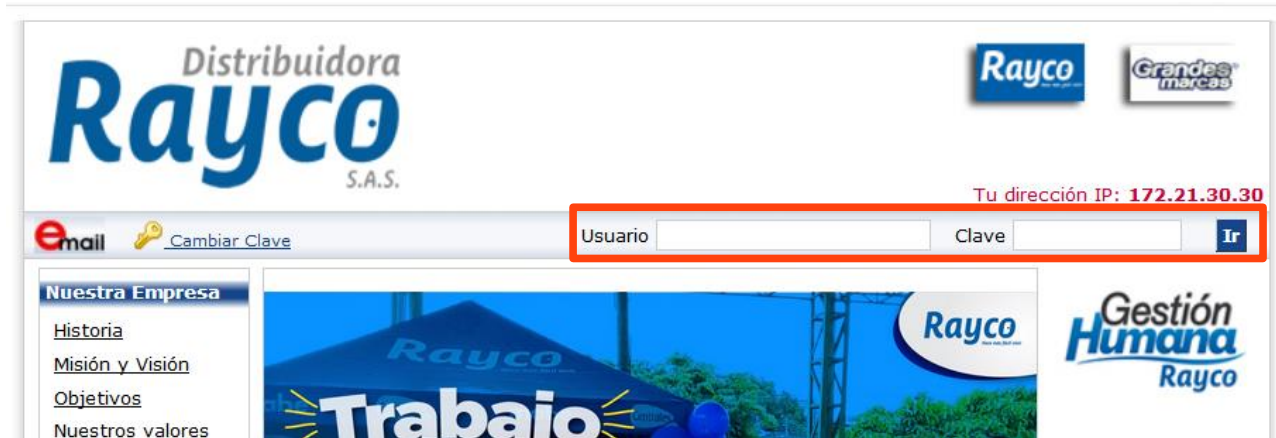 Distribuidora
Rayco
S.A.S.
Rayco
Grandes
marcas
Tu dirección IP: 172.21.30.30
email
Cambiar Clave
Usuario
Clave
Ir
Nuestra Empresa
Historia
Misión y Visión
Objetivos
Nuestros valores
Rayco
Rayco
Trabajo
Gestión
Humana
Rayco